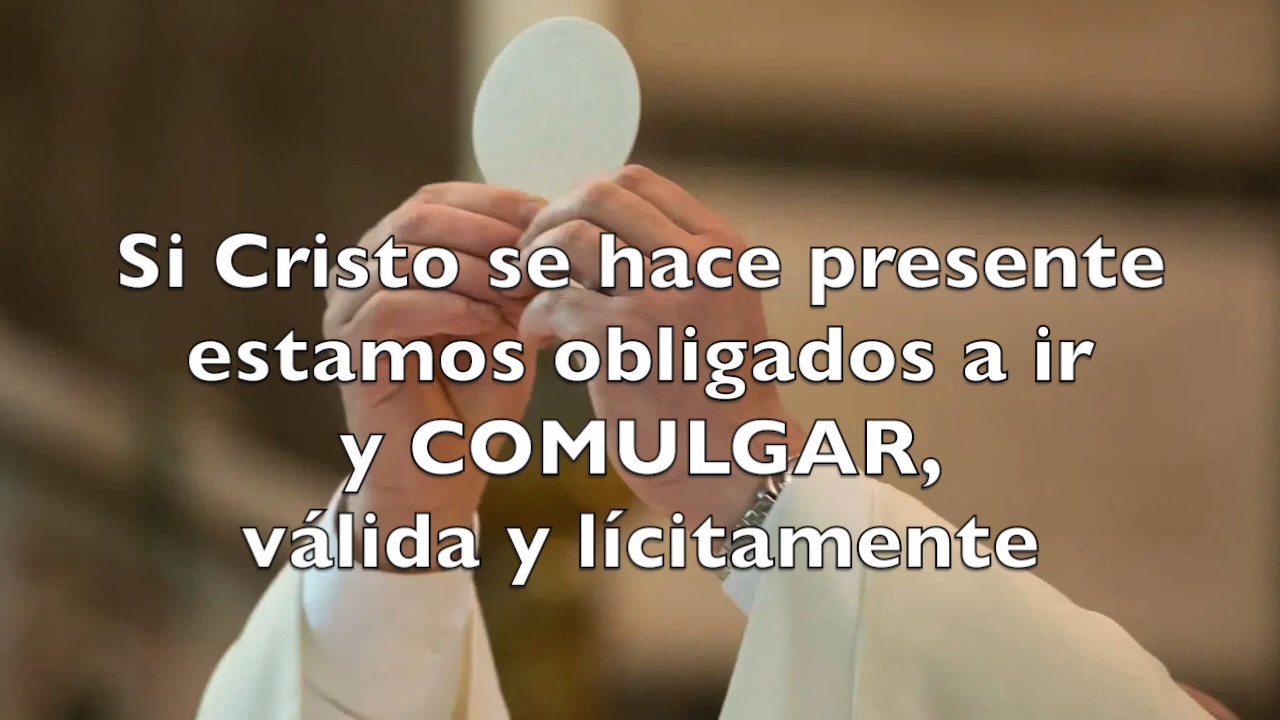 Si Cristo se hace presente
estamos obligados a ir
y COMULGAR,
válida y lícitamente